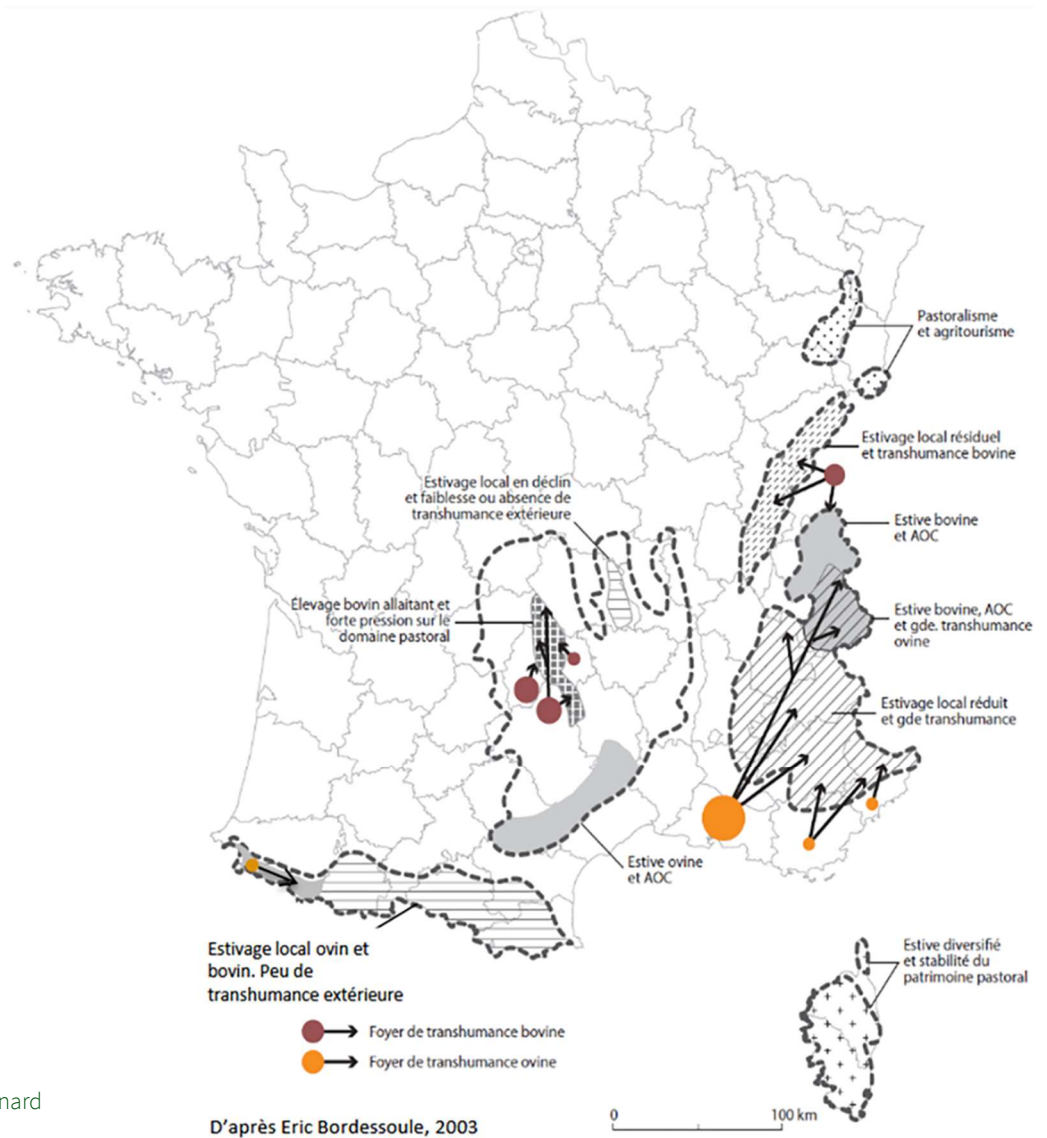 Pastoralisme
et agritourisme
Estivage local résiduel
et transhumance bovine
Estivage local en déclin
et faiblesse ou absence de
transhumance extérieure
Estive bovine
et AOC
Élevage bovin allaitant et
forte préssion sur le
domaine pastoral
Estive bovine, AOC
et gde. transhumance
ovine
Estivage local réduit
et gde transhumance
Estive ovine
et AOC
Estivage local ovin et
bovin. Peu de
transhumance extérieure
Estive diversifié
et stabilité du
patrimoine pastoral
Foyer de transhumance bovine
Foyer de transhumance ovine
nard
D'après Eric Bordessoule, 2003
0 100 km